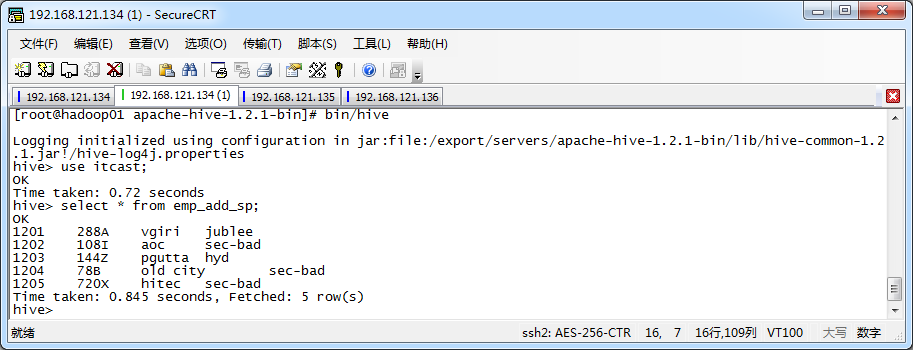 192.168.121.134 (1) - SecureCRT
文件(F) 编辑(E) 查看(V) 选项(O) 传输(T) 脚本(S) 工具(L) 帮助(H)
192.168.121.134 192.168.121.134 (1) 192.168.121.135 192.168.121.136
[root@hadoop01 apache-hive-1.2.1-bin]# bin/hive
Logging initialized using configuration in jar:file:/export/servers/apache-hive-1.2.1-bin/lib/hive-common-1.2
.1.jar!/hive-log4j.properties
hive> use itcast;
OK
Time taken: 0.72 seconds
hive> select * from emp_add_sp;
OK
1201 288A vgiri jublee
1202 108I aoc sec-bad
1203 144Z pgutta hyd
1204 78B old city sec-bad
1205 720X hitec sec-bad
Time taken: 0.845 seconds, Fetched: 5 row(s)
hive>
就绪 ssh2: AES-256-CTR 16, 7 16行,109列 VT100 大写 数字